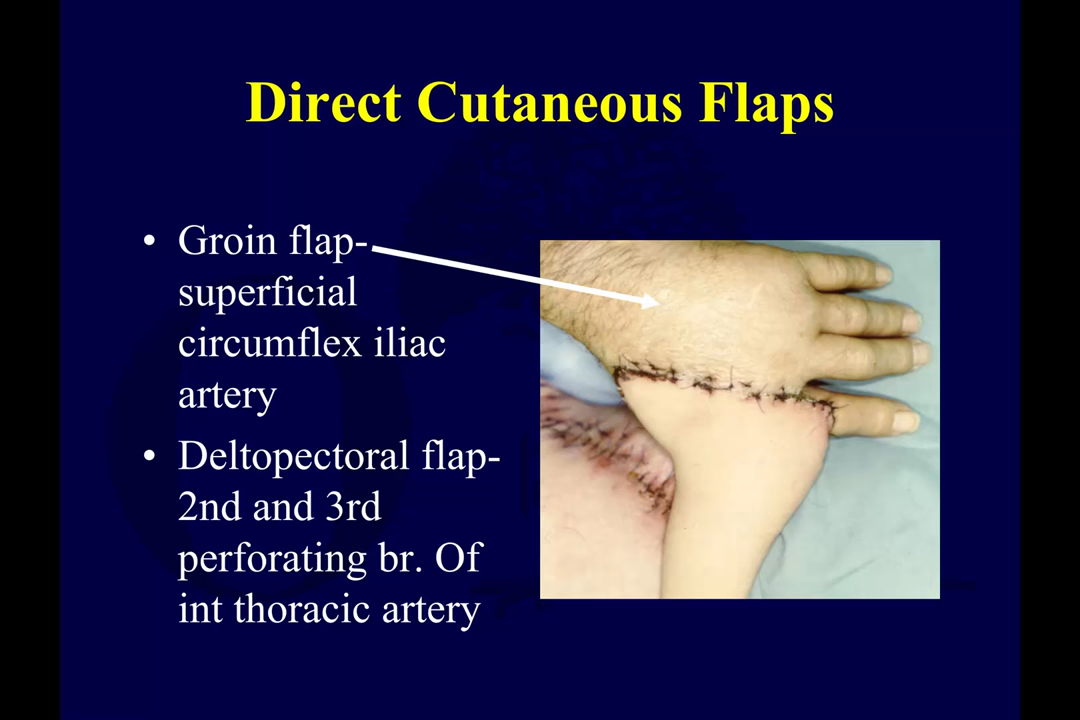 Direct Cutaneous Flaps
• Groin flap-
superficial
circumflex iliac
artery
• Deltopectoral flap-
2nd and 3rd
perforating br. Of
int thoracic artery